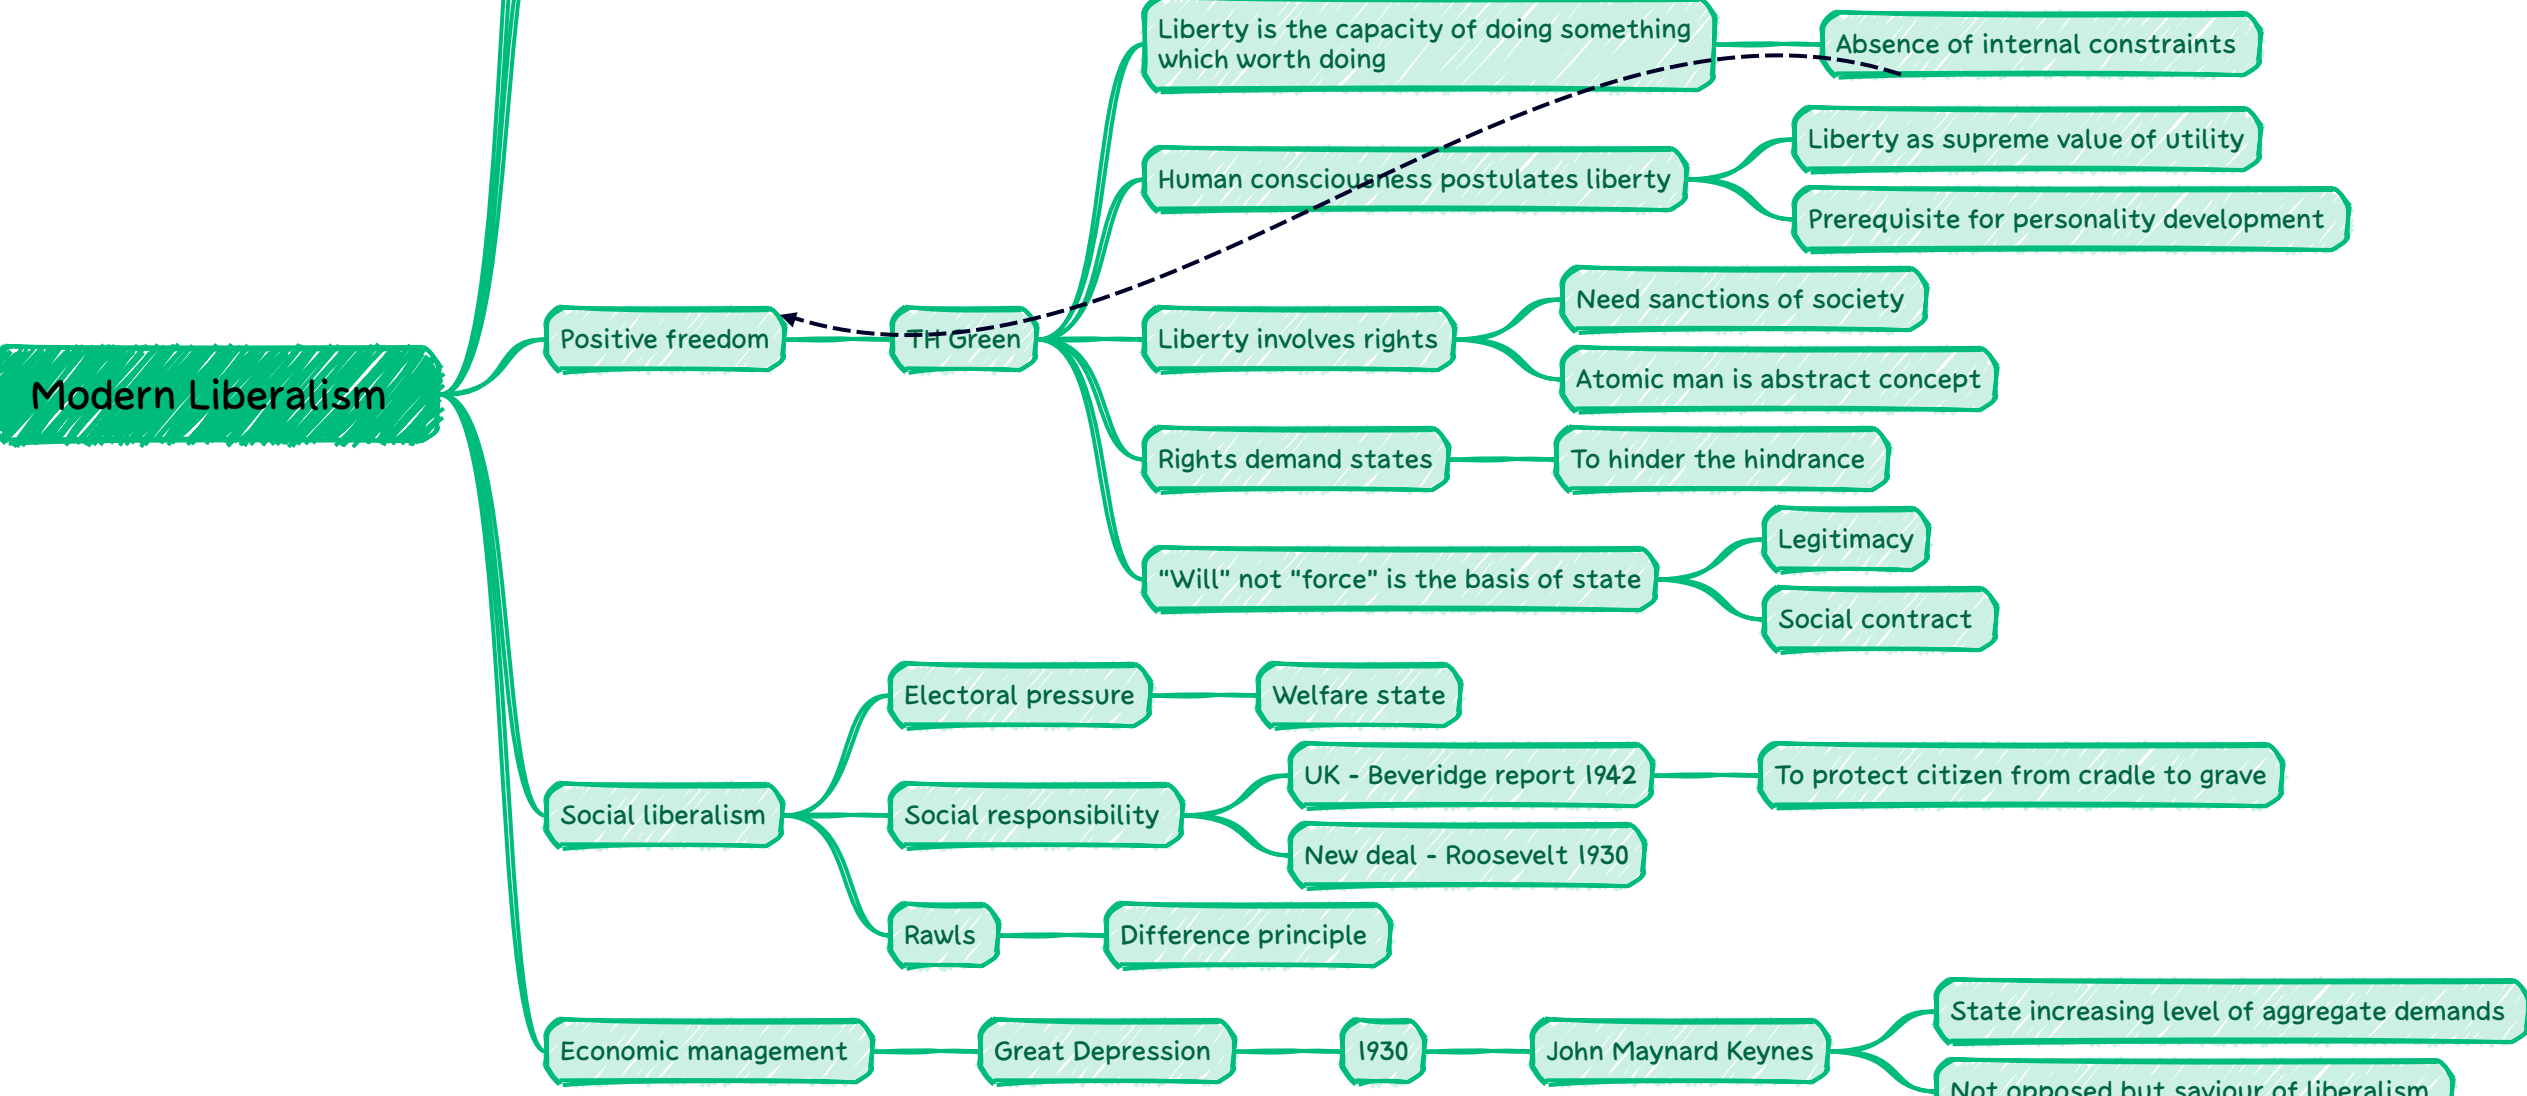 Liberty is the capacity of doing something
which worth doing
Absence of internal constraints
Human consciousness postulates liberty
Liberty as supreme value of utility
Prerequisite for personality development
Positive freedom
TH Green
Liberty involves rights
Need sanctions of society
Atomic man is abstract concept
Modern Liberalism
Rights demand states
To hinder the hindrance
"Will" not "force" is the basis of state
Legitimacy
Social contract
Social liberalism
Electoral pressure
Welfare state
Social responsibility
UK - Beveridge report 1942
To protect citizen from cradle to grave
New deal - Roosevelt 1930
Rawls
Difference principle
Economic management
Great Depression
1930
John Maynard Keynes
State increasing level of aggregate demands
Not opposed but saviour of liberalism